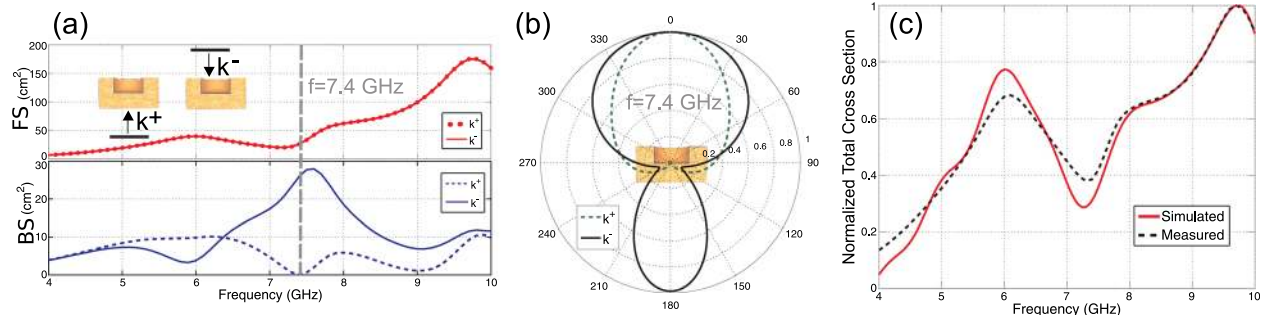 (a)
200
150
100
50
0
FS (cm²)
k⁻
k⁺
f=7.4 GHz
k⁺
k⁻
30
20
10
0
BS (cm²)
k⁺
k⁻
4 5 6 7 8 9 10
Frequency (GHz)
(b)
0
330 30
300 60
f=7.4 GHz
0.2 0.4 0.6 0.8 1
270 90
k⁺
k⁻
240 120
210 150
180
(c)
1
0.8
0.6
0.4
0.2
0
Normalized Total Cross Section
Simulated
Measured
4 5 6 7 8 9 10
Frequency (GHz)